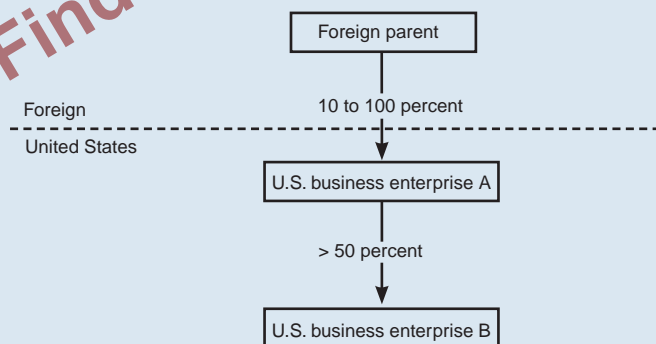 Find
Foreign parent
Foreign
10 to 100 percent
United States
U.S. business enterprise A
> 50 percent
U.S. business enterprise B